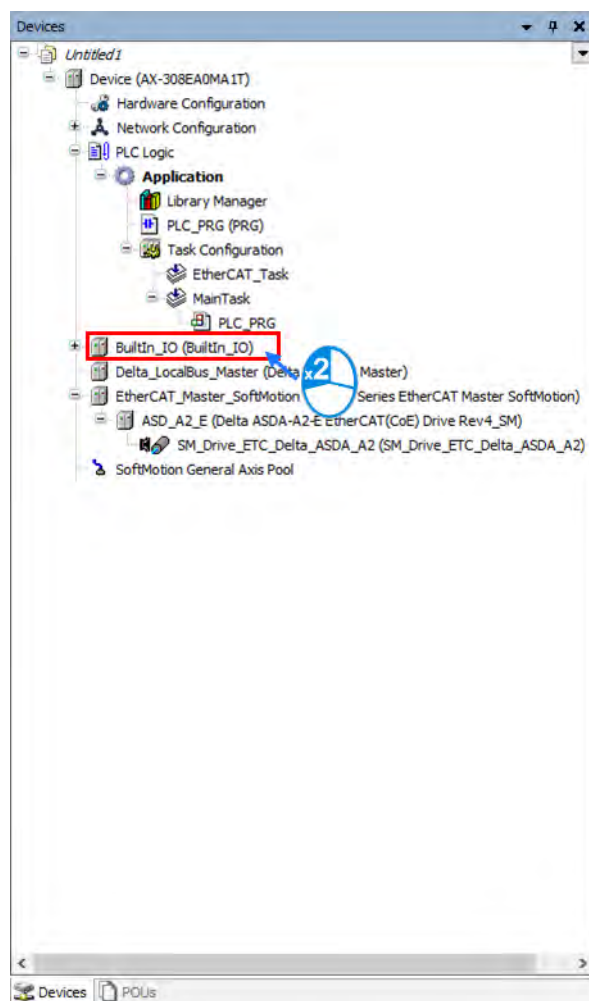 Devices
Untitled1
Device (AX-308EA0MA1T)
Hardware Configuration
Network Configuration
PLC Logic
Application
Library Manager
PLC_PRG (PRG)
Task Configuration
EtherCAT_Task
MainTask
PLC_PRG
BuiltIn_IO (BuiltIn_IO)
Delta_LocalBus_Master (Delta Master)
x2
EtherCAT_Master_SoftMotion Series EtherCAT Master SoftMotion)
ASD_A2_E (Delta ASDA-A2-E EtherCAT(CoE) Drive Rev4_SM)
SM_Drive_ETC_Delta_ASDA_A2 (SM_Drive_ETC_Delta_ASDA_A2)
SoftMotion General Axis Pool
Devices POUs